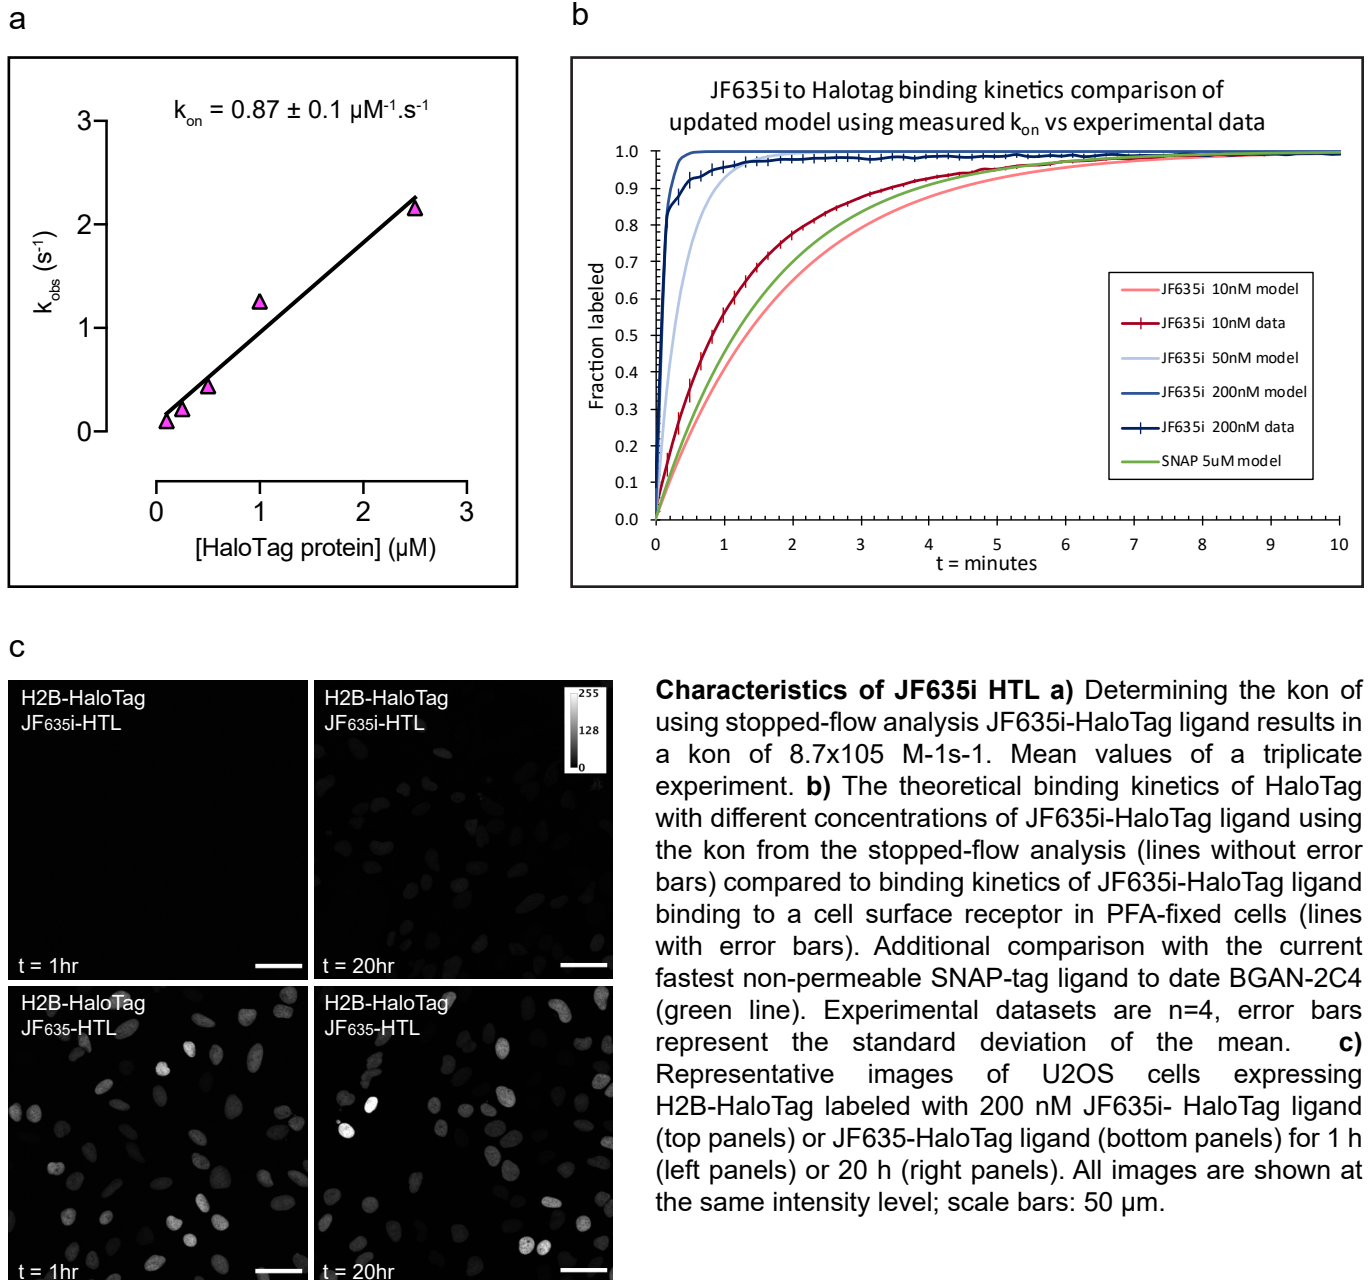 a
k_on = 0.87 ± 0.1 µM⁻¹.s⁻¹
3
2
1
0
k_obs (s⁻¹)
0 1 2 3
[HaloTag protein] (µM)
b
JF635i to Halotag binding kinetics comparison of
updated model using measured k_on vs experimental data
1.0
0.9
0.8
0.7
0.6
0.5
0.4
0.3
0.2
0.1
0.0
Fraction labeled
0 1 2 3 4 5 6 7 8 9 10
t = minutes
JF635i 10nM model
JF635i 10nM data
JF635i 50nM model
JF635i 200nM model
JF635i 200nM data
SNAP 5uM model
c
H2B-HaloTag
JF635i-HTL
t = 1hr
H2B-HaloTag
JF635i-HTL
255
128
0
t = 20hr
H2B-HaloTag
JF635-HTL
t = 1hr
H2B-HaloTag
JF635-HTL
t = 20hr
Characteristics of JF635i HTL a) Determining the kon of
using stopped-flow analysis JF635i-HaloTag ligand results in
a kon of 8.7x105 M-1s-1. Mean values of a triplicate
experiment. b) The theoretical binding kinetics of HaloTag
with different concentrations of JF635i-HaloTag ligand using
the kon from the stopped-flow analysis (lines without error
bars) compared to binding kinetics of JF635i-HaloTag ligand
binding to a cell surface receptor in PFA-fixed cells (lines
with error bars). Additional comparison with the current
fastest non-permeable SNAP-tag ligand to date BGAN-2C4
(green line). Experimental datasets are n=4, error bars
represent the standard deviation of the mean. c)
Representative images of U2OS cells expressing
H2B-HaloTag labeled with 200 nM JF635i- HaloTag ligand
(top panels) or JF635-HaloTag ligand (bottom panels) for 1 h
(left panels) or 20 h (right panels). All images are shown at
the same intensity level; scale bars: 50 µm.